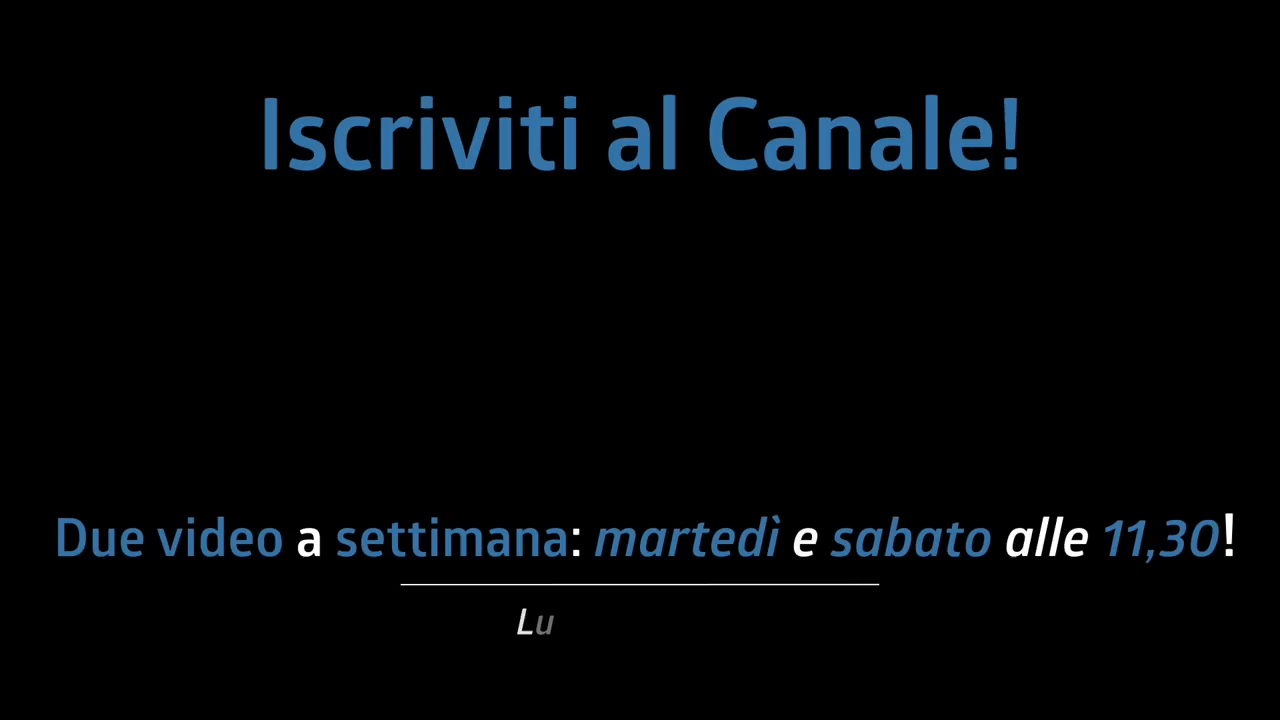 Iscriviti al Canale!
Due video a settimana: martedì e sabato alle 11,30!
Lu